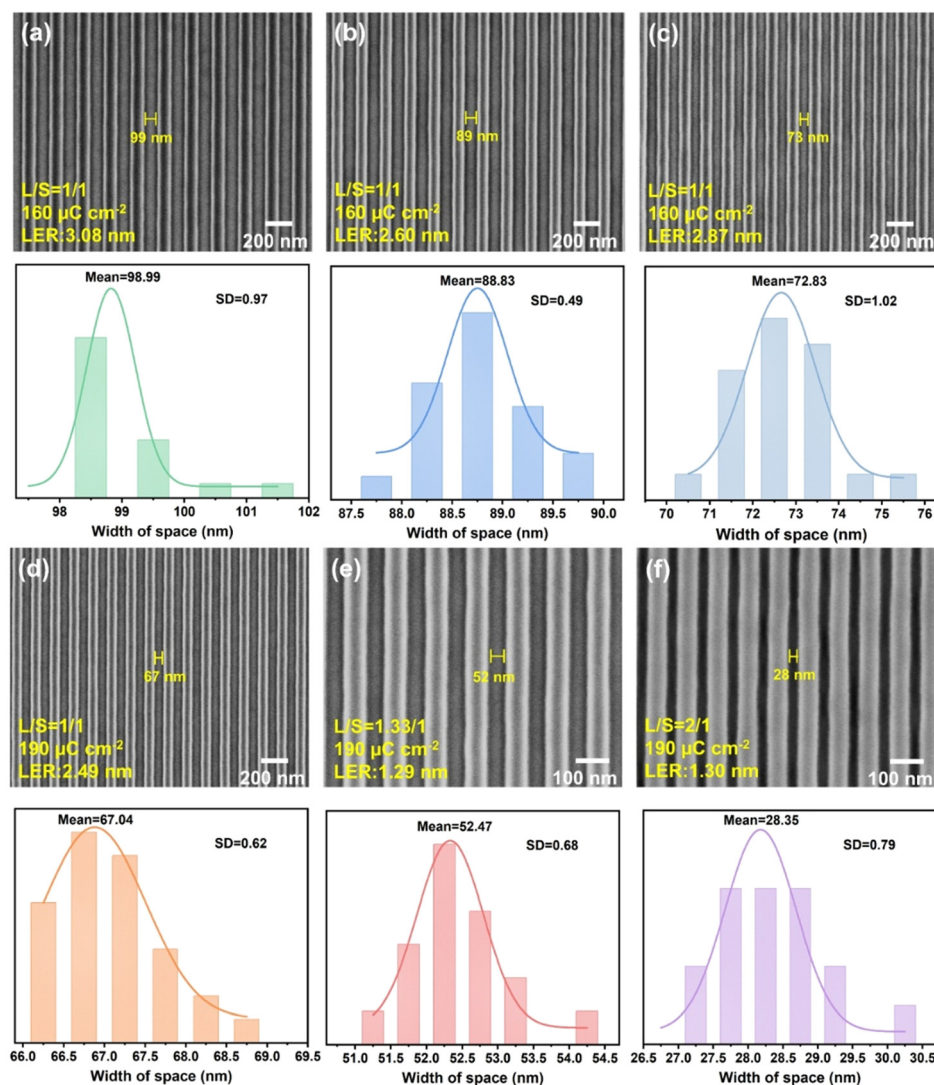 (a)
99 nm
L/S=1/1
160 µC cm⁻²
LER:3.08 nm
200 nm
(b)
89 nm
L/S=1/1
160 µC cm⁻²
LER:2.60 nm
200 nm
(c)
73 nm
L/S=1/1
160 µC cm⁻²
LER:2.87 nm
200 nm
Mean=98.99
SD=0.97
98 99 100 101 102
Width of space (nm)
Mean=88.83
SD=0.49
87.5 88.0 88.5 89.0 89.5 90.0
Width of space (nm)
Mean=72.83
SD=1.02
70 71 72 73 74 75 76
Width of space (nm)
(d)
67 nm
L/S=1/1
190 µC cm⁻²
LER:2.49 nm
200 nm
(e)
52 nm
L/S=1.33/1
190 µC cm⁻²
LER:1.29 nm
100 nm
(f)
28 nm
L/S=2/1
190 µC cm⁻²
LER:1.30 nm
100 nm
Mean=67.04
SD=0.62
66.0 66.5 67.0 67.5 68.0 68.5 69.0 69.5
Width of space (nm)
Mean=52.47
SD=0.68
51.0 51.5 52.0 52.5 53.0 53.5 54.0 54.5
Width of space (nm)
Mean=28.35
SD=0.79
26.5 27.0 27.5 28.0 28.5 29.0 29.5 30.0 30.5
Width of space (nm)